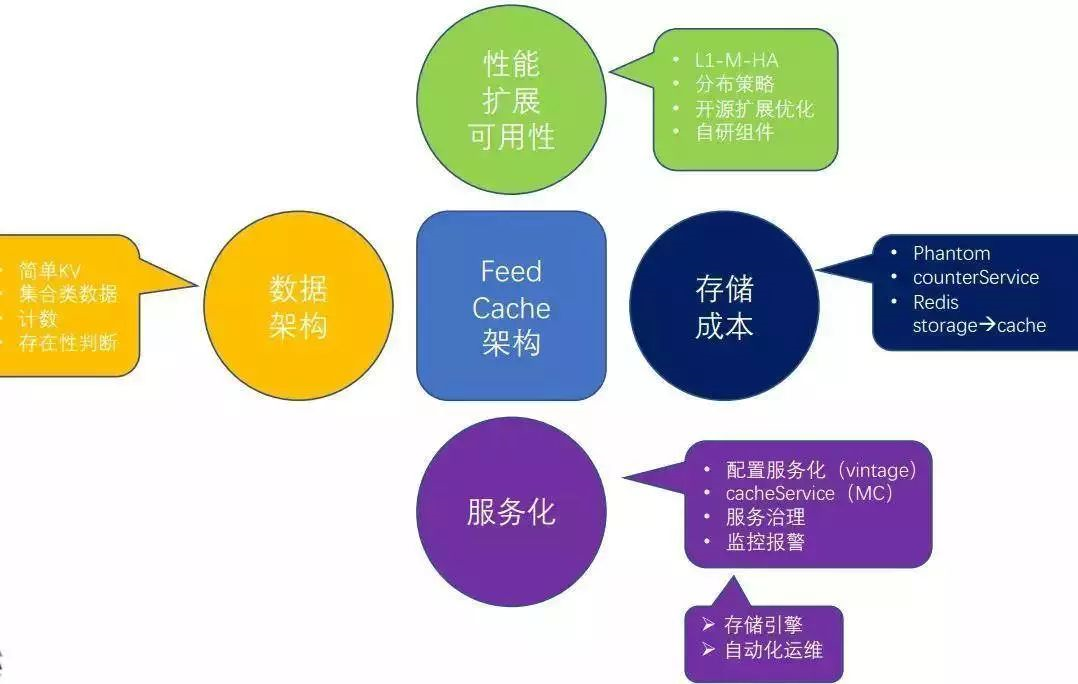 性能
扩展
可用性
• L1-M-HA
• 分布策略
• 开源扩展优化
• 自研组件
• 简单KV
• 集合类数据
• 计数
• 存在性判断
数据
架构
Feed
Cache
架构
存储
成本
• Phantom
• counterService
• Redis
storage→cache
服务化
• 配置服务化（vintage）
• cacheService（MC）
• 服务治理
• 监控报警
➢ 存储引擎
➢ 自动化运维